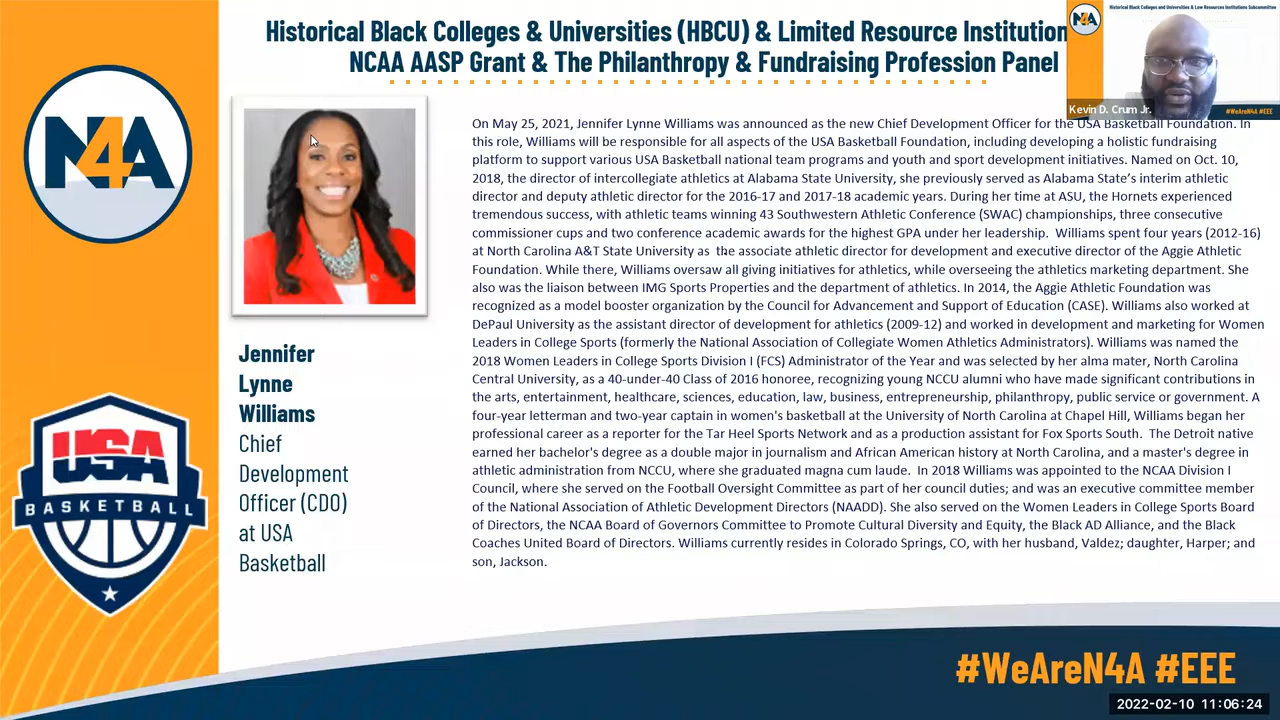 Historical Black Colleges & Universities (HBCU) & Limited Resource Institution
NCAA AASP Grant & The Philanthropy & Fundraising Profession Panel
Historical Black Colleges and Universities & Low Resources Institutions Subcommittee
N4A
Kevin D. Crum Jr.
#WeAreN4A #EEE
N4A
On May 25, 2021, Jennifer Lynne Williams was announced as the new Chief Development Officer for the USA Basketball Foundation. In
this role, Williams will be responsible for all aspects of the USA Basketball Foundation, including developing a holistic fundraising
platform to support various USA Basketball national team programs and youth and sport development initiatives. Named on Oct. 10,
2018, the director of intercollegiate athletics at Alabama State University, she previously served as Alabama State's interim athletic
director and deputy athletic director for the 2016-17 and 2017-18 academic years. During her time at ASU, the Hornets experienced
tremendous success, with athletic teams winning 43 Southwestern Athletic Conference (SWAC) championships, three consecutive
commissioner cups and two conference academic awards for the highest GPA under her leadership. Williams spent four years (2012-16)
at North Carolina A&T State University as the associate athletic director for development and executive director of the Aggie Athletic
Foundation. While there, Williams oversaw all giving initiatives for athletics, while overseeing the athletics marketing department. She
also was the liaison between IMG Sports Properties and the department of athletics. In 2014, the Aggie Athletic Foundation was
recognized as a model booster organization by the Council for Advancement and Support of Education (CASE). Williams also worked at
DePaul University as the assistant director of development for athletics (2009-12) and worked in development and marketing for Women
Leaders in College Sports (formerly the National Association of Collegiate Women Athletics Administrators). Williams was named the
2018 Women Leaders in College Sports Division I (FCS) Administrator of the Year and was selected by her alma mater, North Carolina
Central University, as a 40-under-40 Class of 2016 honoree, recognizing young NCCU alumni who have made significant contributions in
the arts, entertainment, healthcare, sciences, education, law, business, entrepreneurship, philanthropy, public service or government. A
four-year letterman and two-year captain in women's basketball at the University of North Carolina at Chapel Hill, Williams began her
professional career as a reporter for the Tar Heel Sports Network and as a production assistant for Fox Sports South. The Detroit native
earned her bachelor's degree as a double major in journalism and African American history at North Carolina, and a master's degree in
athletic administration from NCCU, where she graduated magna cum laude. In 2018 Williams was appointed to the NCAA Division I
Council, where she served on the Football Oversight Committee as part of her council duties; and was an executive committee member
of the National Association of Athletic Development Directors (NAADD). She also served on the Women Leaders in College Sports Board
of Directors, the NCAA Board of Governors Committee to Promote Cultural Diversity and Equity, the Black AD Alliance, and the Black
Coaches United Board of Directors. Williams currently resides in Colorado Springs, CO, with her husband, Valdez; daughter, Harper; and
son, Jackson.
Jennifer
Lynne
Williams
Chief
Development
Officer (CDO)
at USA
Basketball
USA
BASKETBALL
#WeAreN4A #EEE
2022-02-10 11:06:24